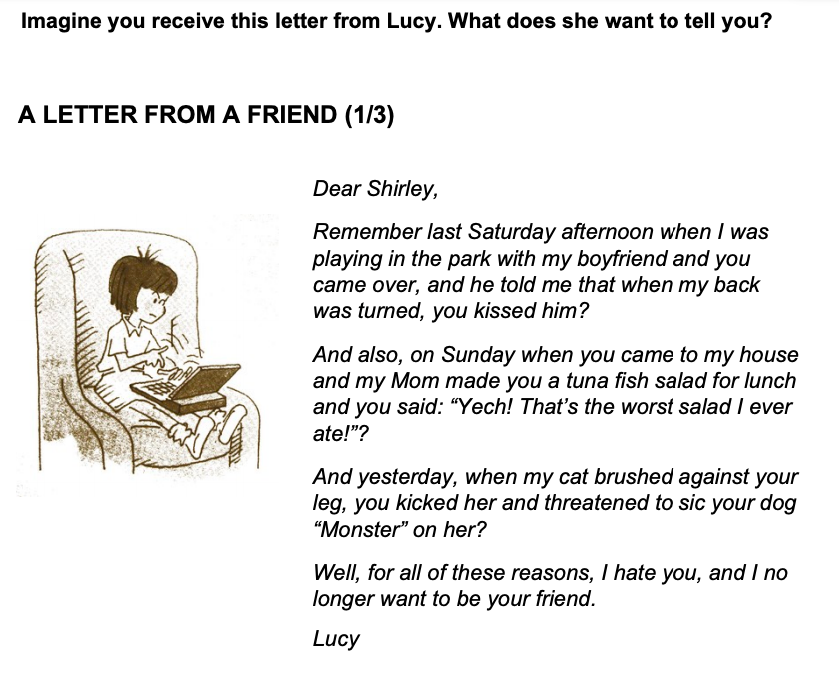 Imagine you receive this letter from Lucy. What does she want to tell you?
A LETTER FROM A FRIEND (1/3)
Dear Shirley,
Remember last Saturday afternoon when I was
playing in the park with my boyfriend and you
came over, and he told me that when my back
was turned, you kissed him?
And also, on Sunday when you came to my house
and my Mom made you a tuna fish salad for lunch
and you said: “Yech! That’s the worst salad I ever
ate!”?
And yesterday, when my cat brushed against your
leg, you kicked her and threatened to sic your dog
“Monster” on her?
Well, for all of these reasons, I hate you, and I no
longer want to be your friend.
Lucy